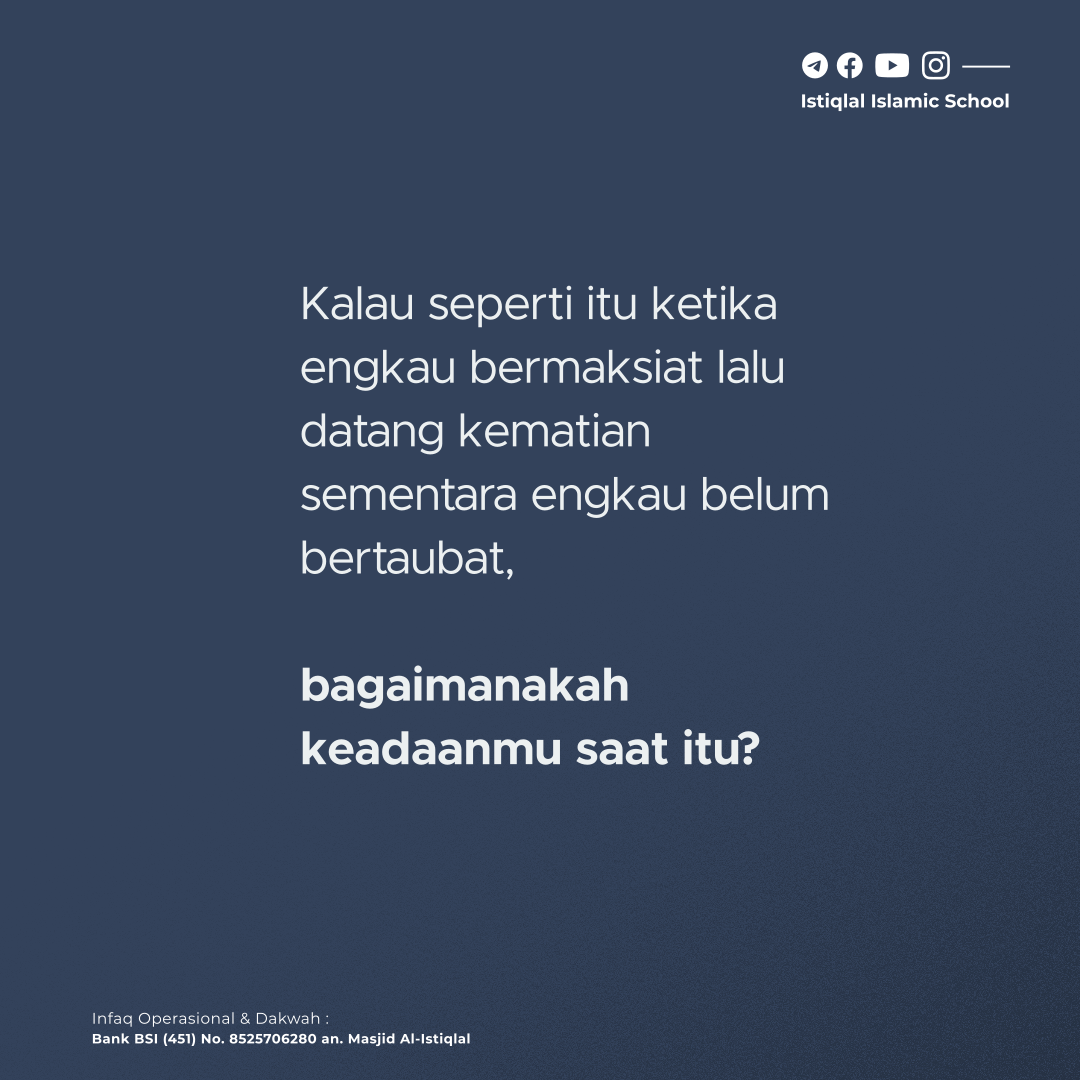 Istiqlal Islamic School
Kalau seperti itu ketika
engkau bermaksiat lalu
datang kematian
sementara engkau belum
bertaubat,
bagaimanakah
keadaanmu saat itu?
Infaq Operasional & Dakwah :
Bank BSI (451) No. 8525706280 an. Masjid Al-Istiqlal